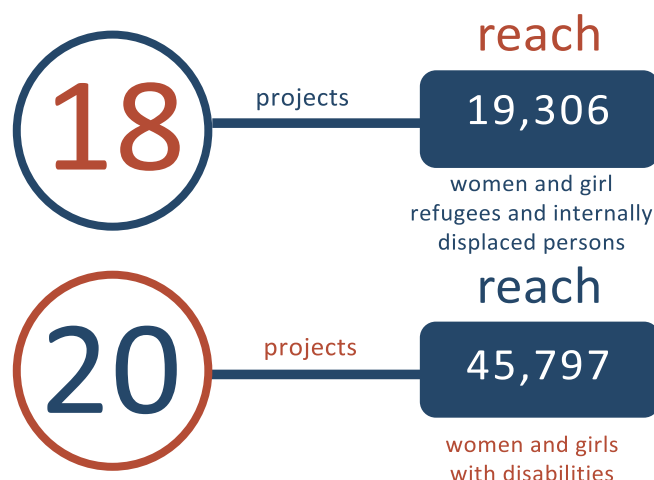 reach
18
projects
19,306
women and girl
refugees and internally
displaced persons
reach
20
projects
45,797
women and girls
with disabilities